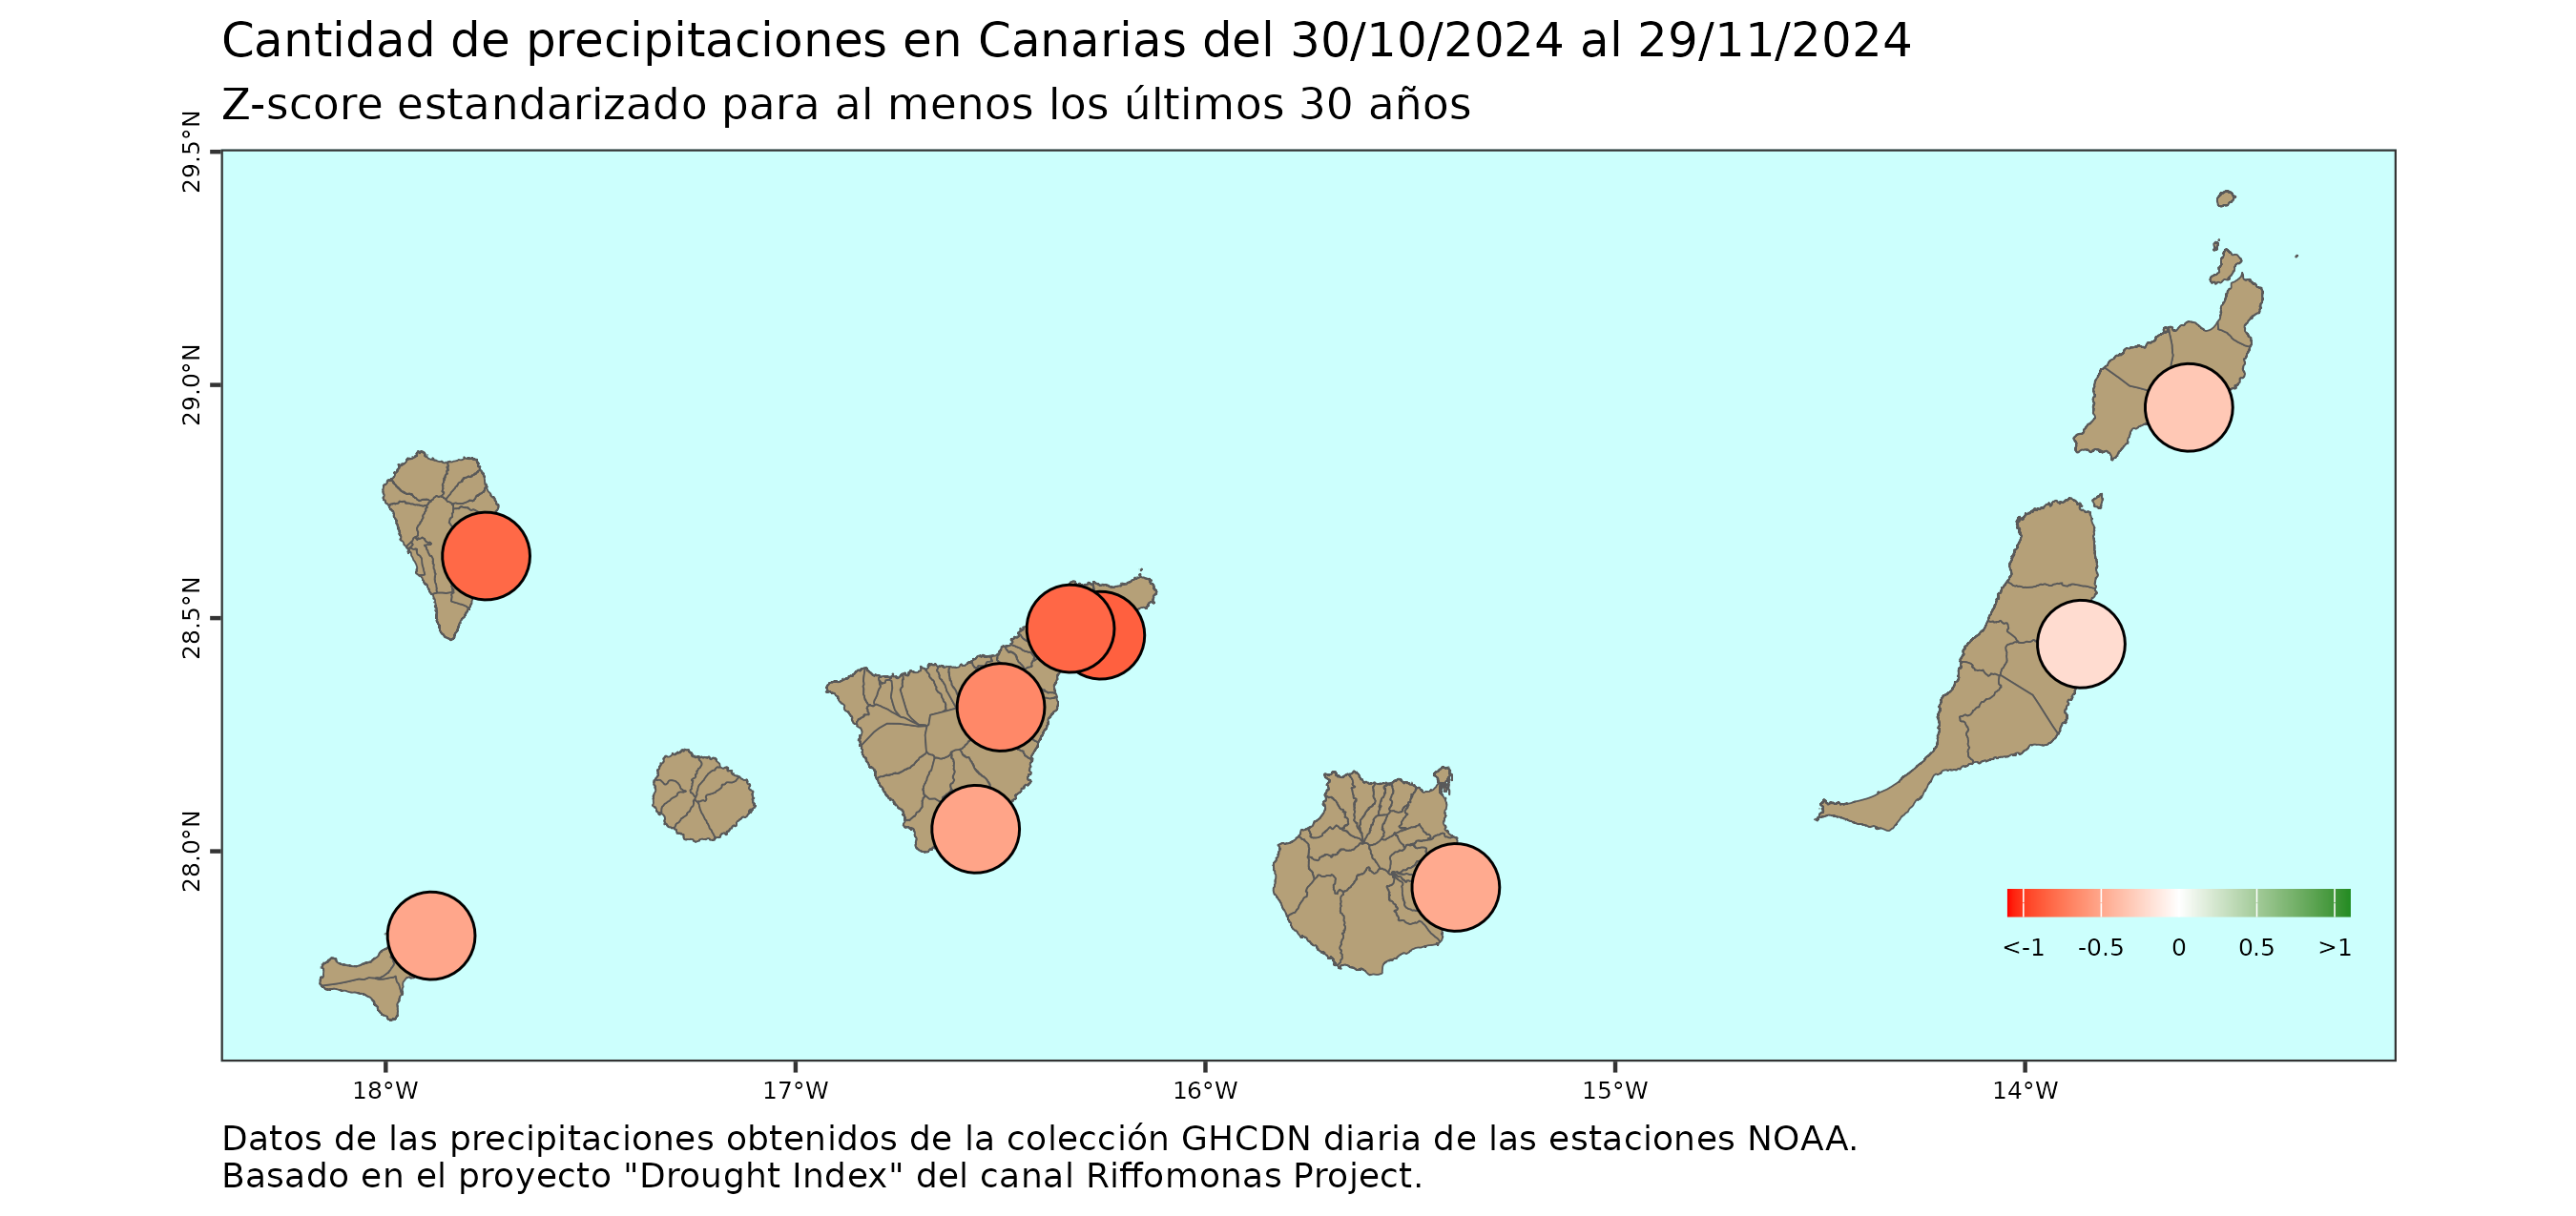 Cantidad de precipitaciones en Canarias del 30/10/2024 al 29/11/2024
Z-score estandarizado para al menos los últimos 30 años
29.5°N
29.0°N
28.5°N
28.0°N
<-1 -0.5 0 0.5 >1
18°W 17°W 16°W 15°W 14°W
Datos de las precipitaciones obtenidos de la colección GHCDN diaria de las estaciones NOAA.
Basado en el proyecto "Drought Index" del canal Riffomonas Project.